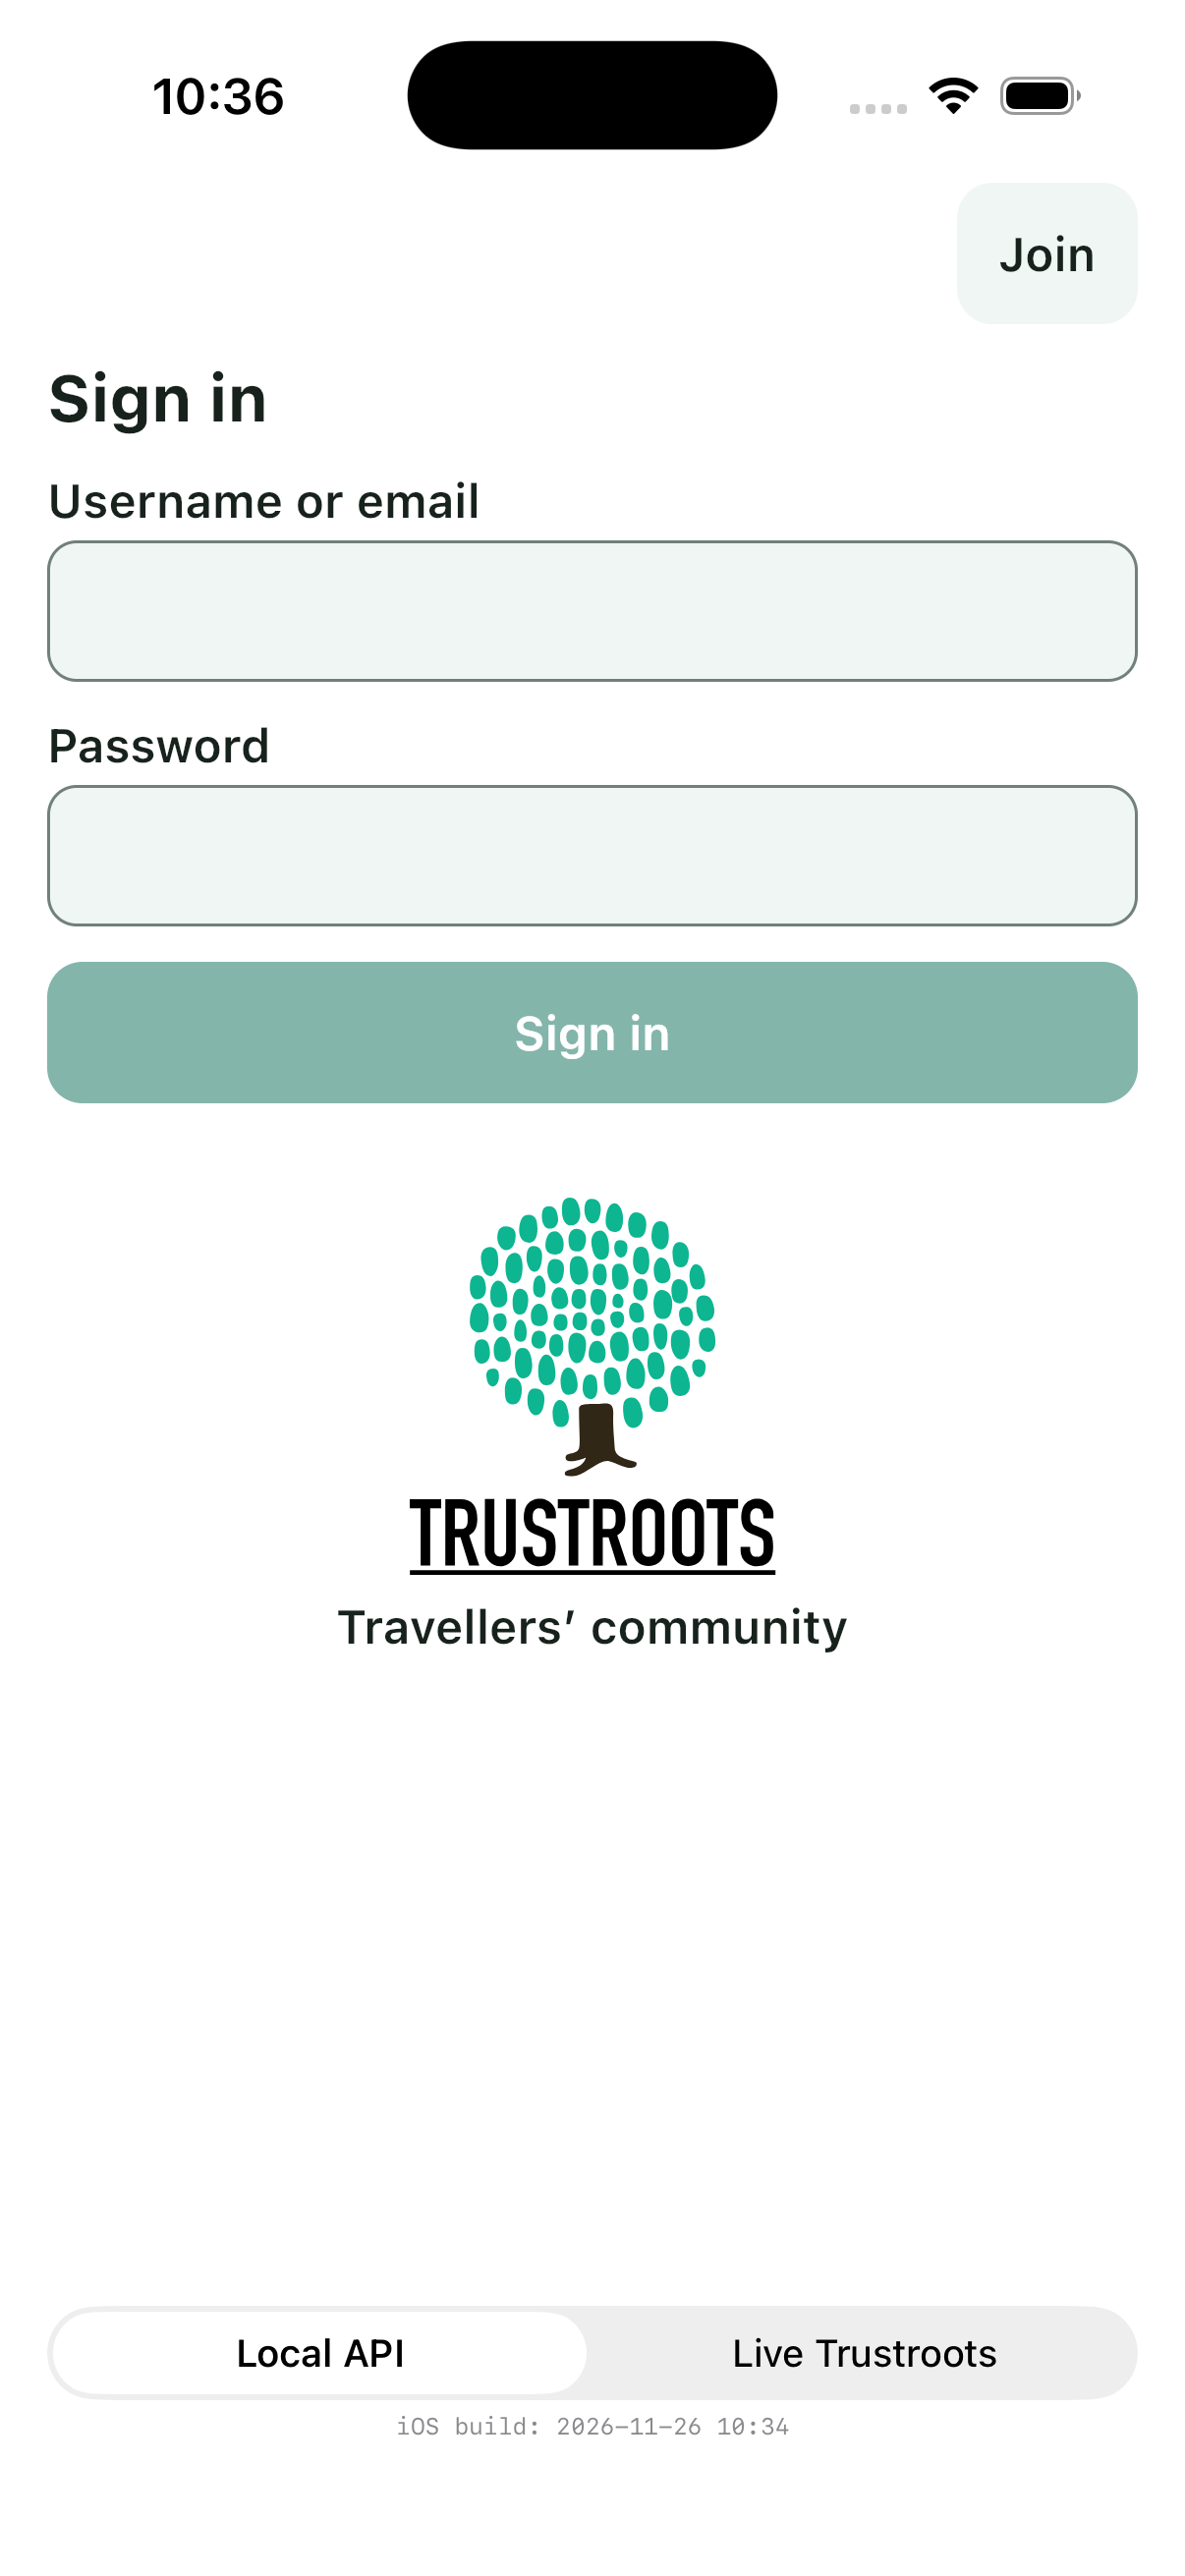 10:36
Join
Sign in
Username or email
Password
Sign in
TRUSTROOTS
Travellers’ community
Local API
Live Trustroots
iOS build: 2026-11-26 10:34